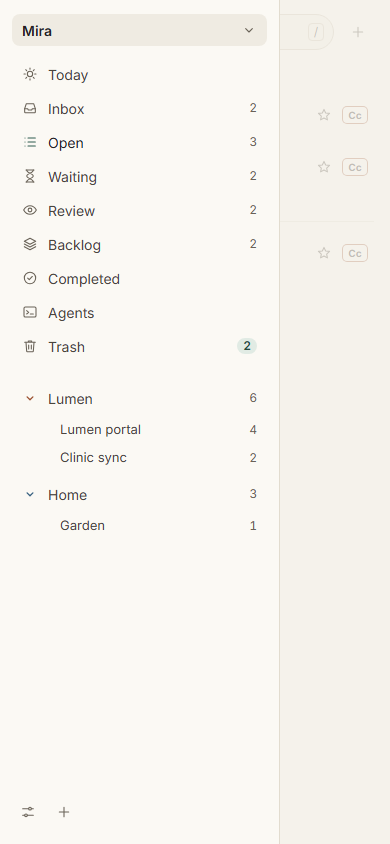 Mira
/
Today
Inbox 2
Cc
Open 3
Cc
Waiting 2
Review 2
Backlog 2
Cc
Completed
Agents
Trash 2
Lumen 6
Lumen portal 4
Clinic sync 2
Home 3
Garden 1